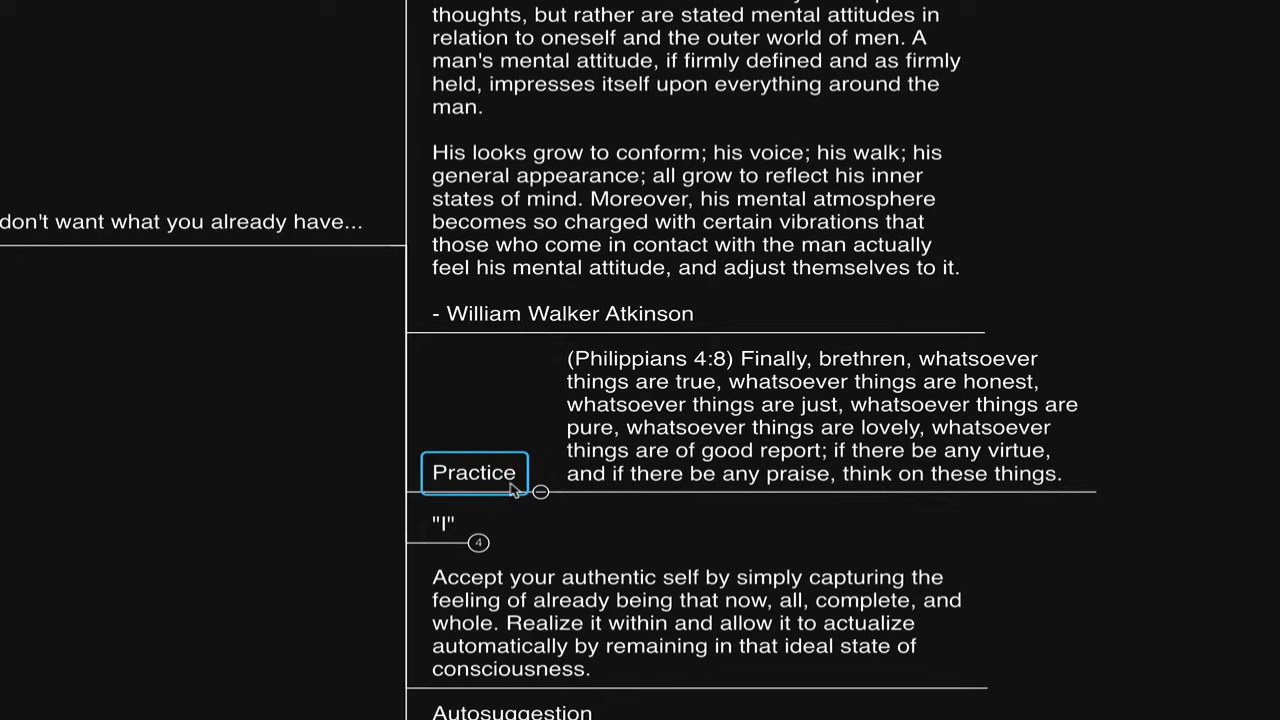 thoughts, but rather are stated mental attitudes in
relation to oneself and the outer world of men. A
man's mental attitude, if firmly defined and as firmly
held, impresses itself upon everything around the
man.
His looks grow to conform; his voice; his walk; his
general appearance; all grow to reflect his inner
states of mind. Moreover, his mental atmosphere
becomes so charged with certain vibrations that
those who come in contact with the man actually
feel his mental attitude, and adjust themselves to it.
- William Walker Atkinson
don't want what you already have...
(Philippians 4:8) Finally, brethren, whatsoever
things are true, whatsoever things are honest,
whatsoever things are just, whatsoever things are
pure, whatsoever things are lovely, whatsoever
things are of good report; if there be any virtue,
and if there be any praise, think on these things.
Practice
"I"
4
Accept your authentic self by simply capturing the
feeling of already being that now, all, complete, and
whole. Realize it within and allow it to actualize
automatically by remaining in that ideal state of
consciousness.
Autosuggestion